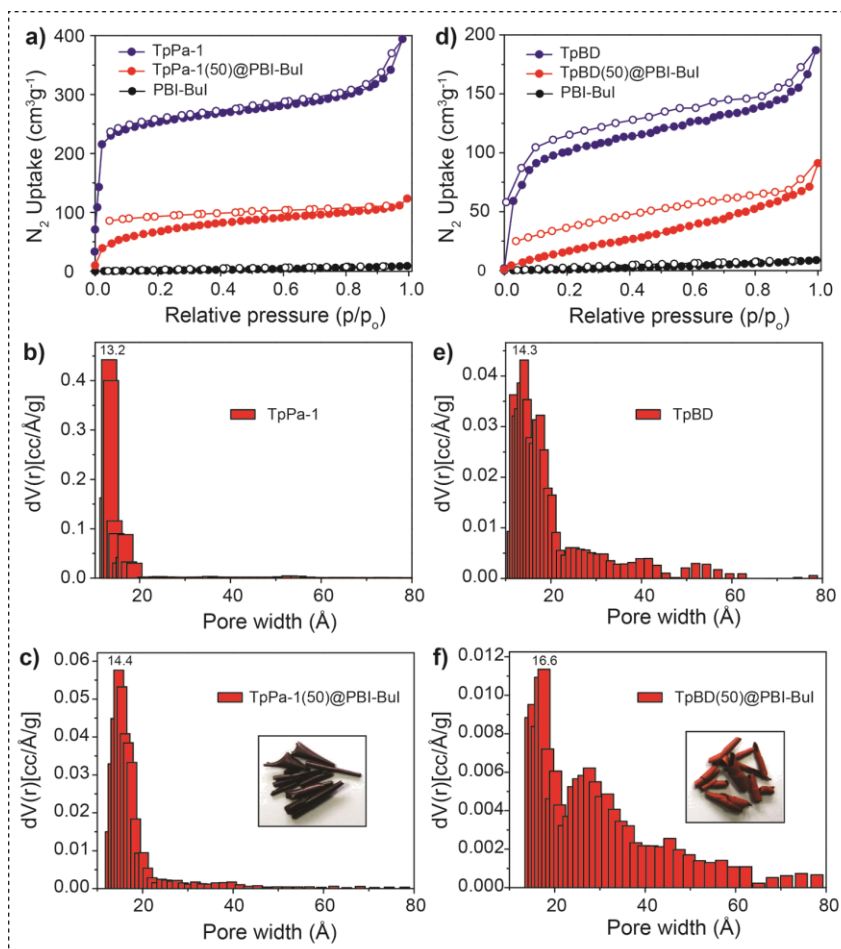 a)
400
300
200
100
0
N₂ Uptake (cm³g⁻¹)
TpPa-1
TpPa-1(50)@PBI-BuI
PBI-BuI
0.0 0.2 0.4 0.6 0.8 1.0
Relative pressure (p/pₒ)
d)
200
150
100
50
0
N₂ Uptake (cm³g⁻¹)
TpBD
TpBD(50)@PBI-BuI
PBI-BuI
0.0 0.2 0.4 0.6 0.8 1.0
Relative pressure (p/pₒ)
b)
13.2
0.4
0.3
0.2
0.1
0.0
dV(r)[cc/Å/g]
TpPa-1
20 40 60 80
Pore width (Å)
e)
14.3
0.04
0.03
0.02
0.01
0.00
dV(r)[cc/Å/g]
TpBD
20 40 60 80
Pore width (Å)
c)
14.4
0.06
0.05
0.04
0.03
0.02
0.01
0.00
dV(r)[cc/Å/g]
TpPa-1(50)@PBI-BuI
20 40 60 80
Pore width (Å)
f)
16.6
0.012
0.010
0.008
0.006
0.004
0.002
0.000
dV(r)[cc/Å/g]
TpBD(50)@PBI-BuI
20 40 60 80
Pore width (Å)